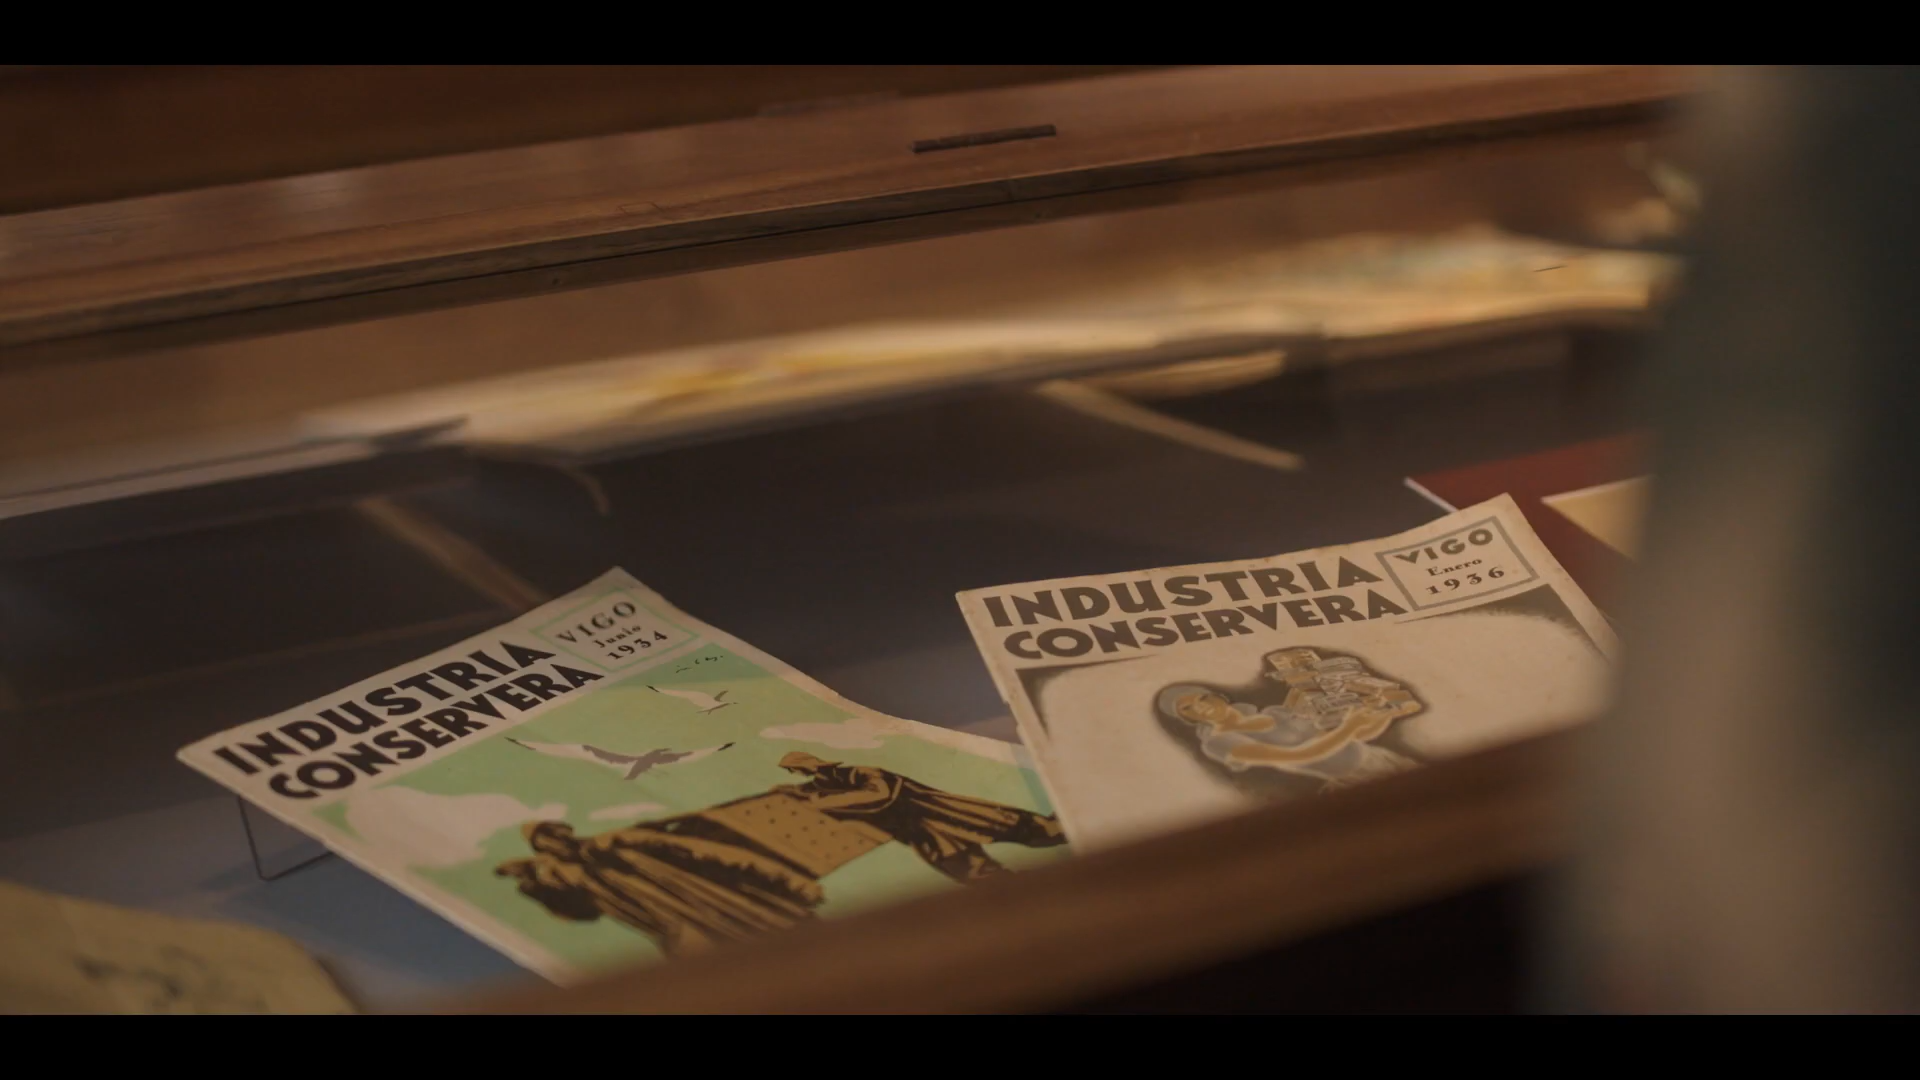 INDUSTRIA
CONSERVERA
VIGO
Junio
1934
INDUSTRIA
CONSERVERA
VIGO
Enero
1936